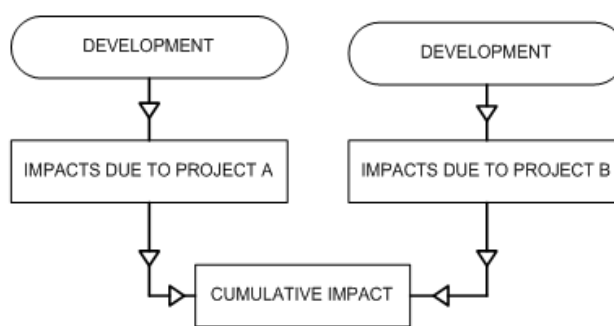 DEVELOPMENT
DEVELOPMENT
IMPACTS DUE TO PROJECT A
IMPACTS DUE TO PROJECT B
CUMULATIVE IMPACT